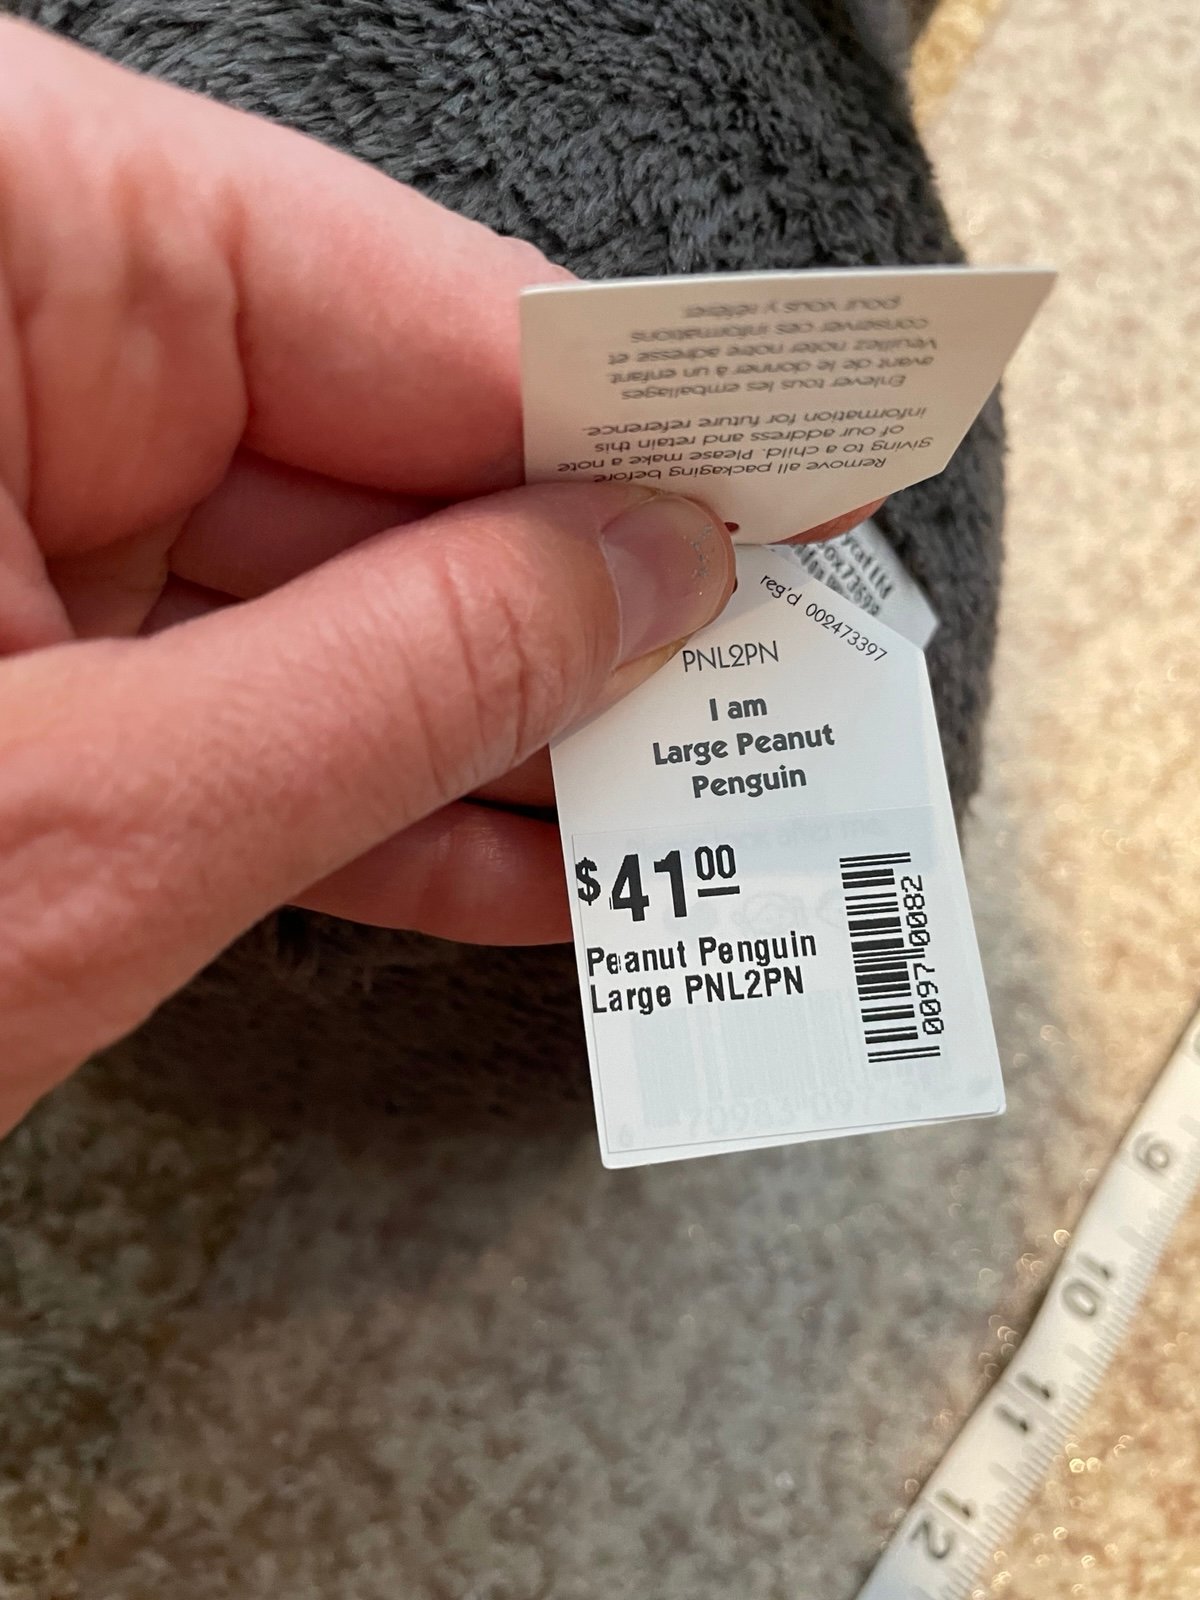 Remove all packaging before
giving to a child. Please make a note
of our address and retain this
information for future reference.
Enlever tous les emballages
avant de le donner à un enfant.
Veuillez noter notre adresse et
conserver ces informations
pour vous y référer.
reg'd 002473397
PNL2PN
I am
Large Peanut
Penguin
$41.00
Peanut Penguin
Large PNL2PN
0097 0082
9
10
11
12